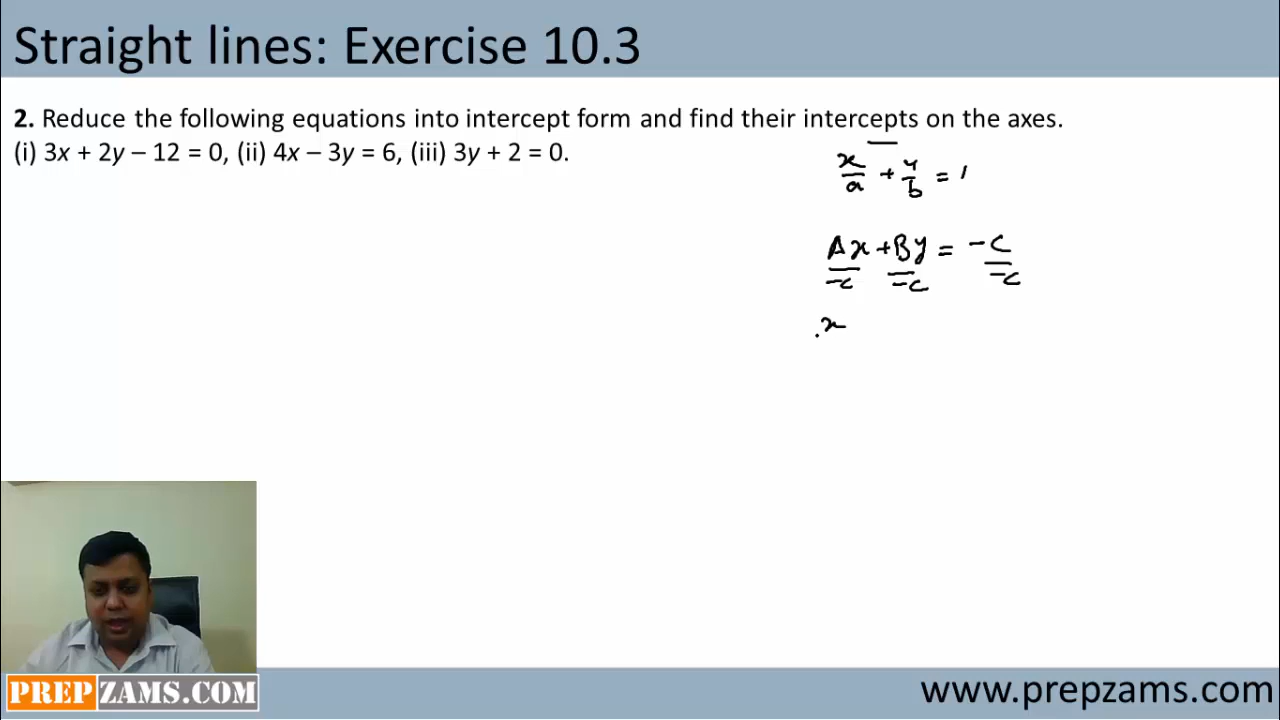 Straight lines: Exercise 10.3
2. Reduce the following equations into intercept form and find their intercepts on the axes.
(i) 3x + 2y – 12 = 0, (ii) 4x – 3y = 6, (iii) 3y + 2 = 0.
x/a + y/b = 1
Ax/-c + By/-c = -c/-c
x
PREPZAMS.COM
www.prepzams.com